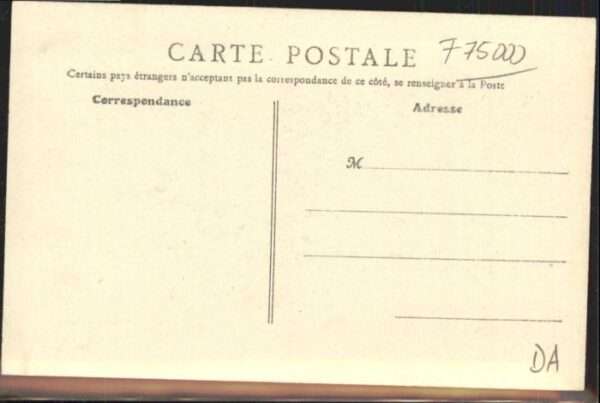 CARTE POSTALE 775000
Certains pays étrangers n'acceptant pas la correspondance de ce côté, se renseigner à la Poste
Correspondance
Adresse
M
DA